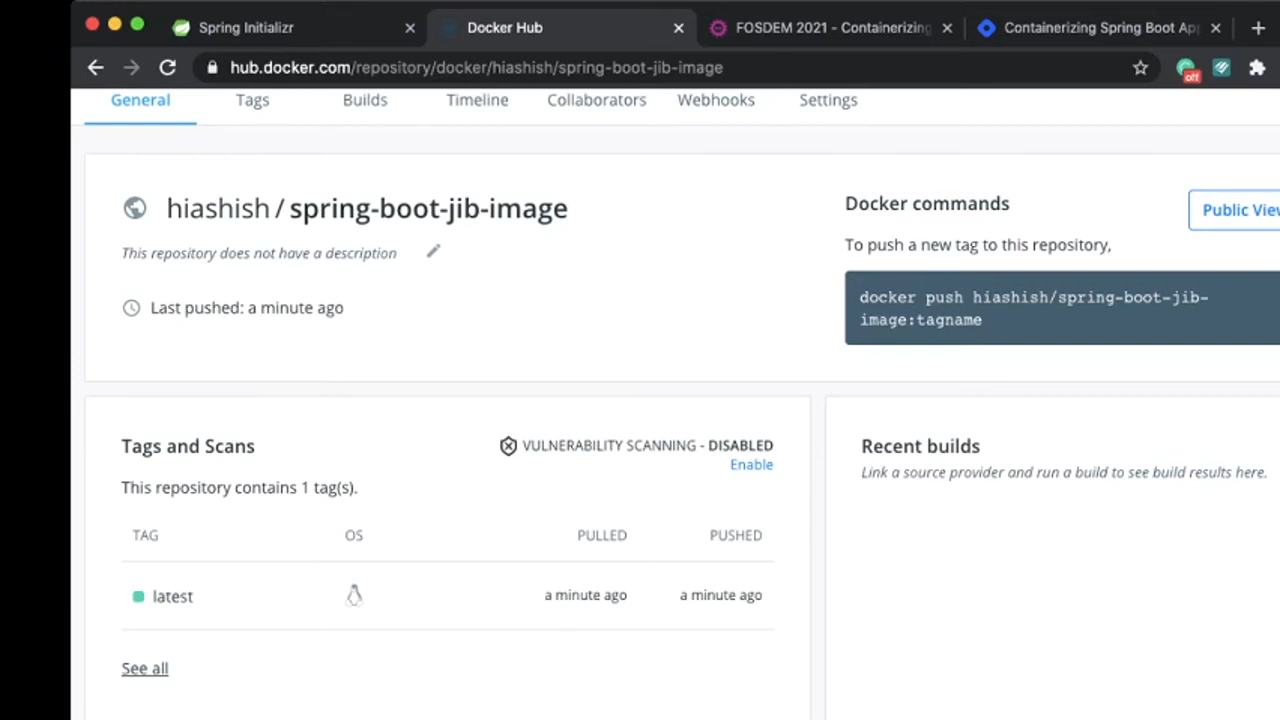 Spring Initializr
Docker Hub
FOSDEM 2021 - Containerizing
Containerizing Spring Boot Ap
hub.docker.com/repository/docker/hiashish/spring-boot-jib-image
off
General
Tags
Builds
Timeline
Collaborators
Webhooks
Settings
hiashish / spring-boot-jib-image
This repository does not have a description
Last pushed: a minute ago
Docker commands
Public View
To push a new tag to this repository,
docker push hiashish/spring-boot-jib-
image:tagname
Tags and Scans
VULNERABILITY SCANNING - DISABLED
Enable
This repository contains 1 tag(s).
TAG OS PULLED PUSHED
latest a minute ago a minute ago
See all
Recent builds
Link a source provider and run a build to see build results here.